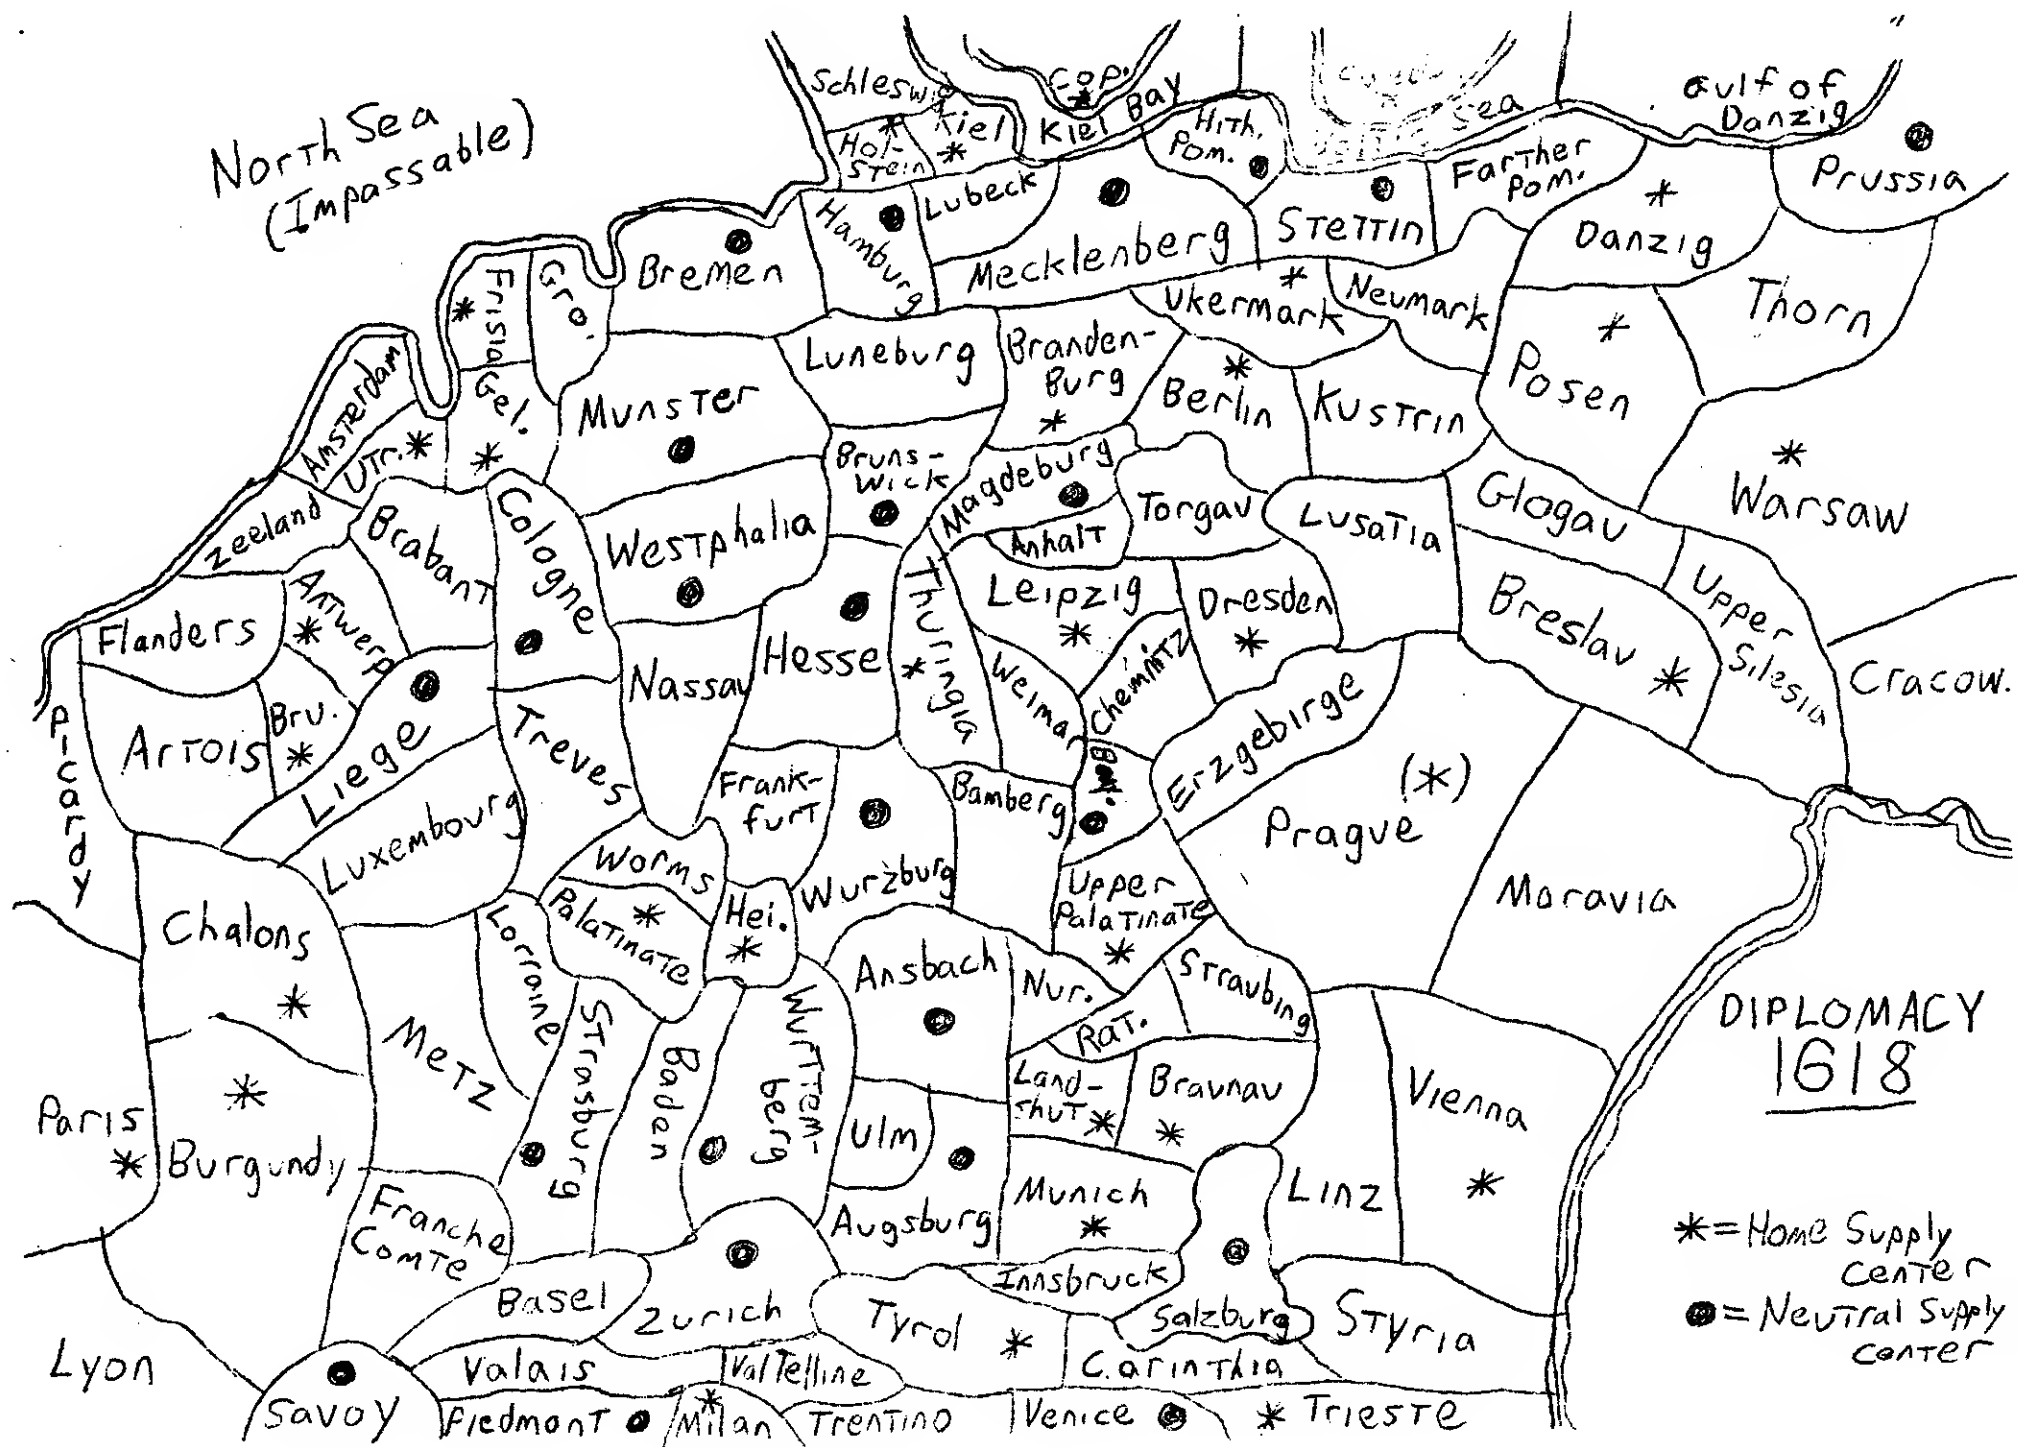 North Sea
(Impassable)
Schleswig
Cop.
Kiel Bay
Sea
Gulf of
Danzig
Hol-
stein
Kiel
Hith.
Pom.
Farther
Pom.
Prussia
Hamburg
Lubeck
Mecklenberg
Stettin
Danzig
Thorn
Bremen
Frisia
Gro.
Ukermark
Neumark
Posen
Amsterdam
Utr.
Gel.
Munster
Luneburg
Branden-
Burg
Berlin
Kustrin
Warsaw
Zeeland
Brabant
Cologne
Westphalia
Bruns-
wick
Magdeburg
Anhalt
Torgau
Lusatia
Glogau
Upper
Silesia
Flanders
Antwerp
Hesse
Thuringia
Leipzig
Dresden
Breslau
Cracow.
Picardy
Artois
Bru.
Liege
Treves
Nassau
Weimar
Chemnitz
Bay.
Erzgebirge
Prague
(*)
Moravia
Luxembourg
Frank-
furt
Wurzburg
Bamberg
Worms
Palatinate
Hei.
Upper
Palatinate
Chalons
Metz
Lorraine
Strasburg
Baden
Wurttem-
berg
Ansbach
Nur.
Rat.
Straubing
DIPLOMACY
1618
Paris
Burgundy
Franche
Comte
Ulm
Augsburg
Land-
shut
Braunau
Munich
Linz
Vienna
Basel
Zurich
Innsbruck
Tyrol
Salzburg
Styria
Lyon
Savoy
Valais
Valtelline
Carinthia
Piedmont
Milan
Trentino
Venice
Trieste
* = Home Supply
Center
= Neutral Supply
Center